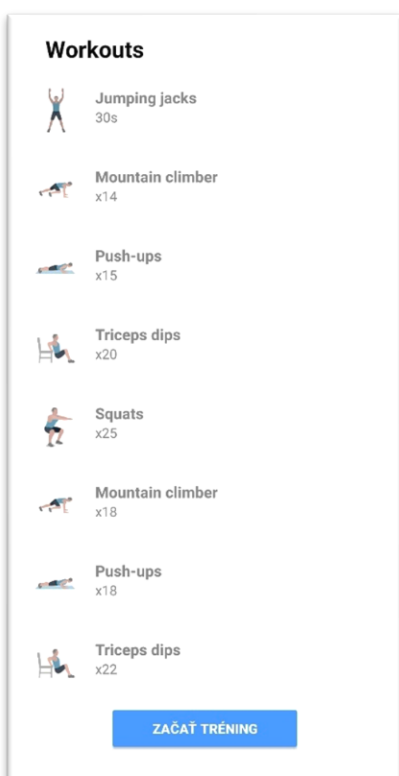 Workouts
Jumping jacks
30s
Mountain climber
x14
Push-ups
x15
Triceps dips
x20
Squats
x25
Mountain climber
x18
Push-ups
x18
Triceps dips
x22
ZAČAŤ TRÉNING